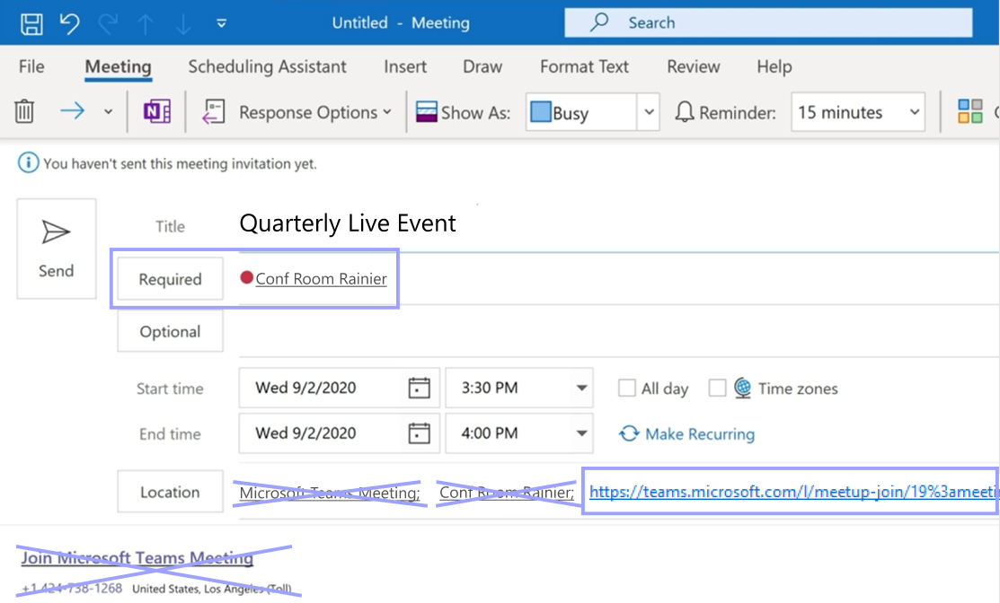 Untitled - Meeting
Search
File Meeting Scheduling Assistant Insert Draw Format Text Review Help
Response Options Show As: Busy Reminder: 15 minutes
You haven't sent this meeting invitation yet.
Title Quarterly Live Event
Send
Required Conf Room Rainier
Optional
Start time Wed 9/2/2020 3:30 PM All day Time zones
End time Wed 9/2/2020 4:00 PM Make Recurring
Location Microsoft Teams Meeting; Conf Room Rainier; https://teams.microsoft.com/l/meetup-join/19%3ameeti
Join Microsoft Teams Meeting
+1 424-738-1268 United States, Los Angeles (Toll)